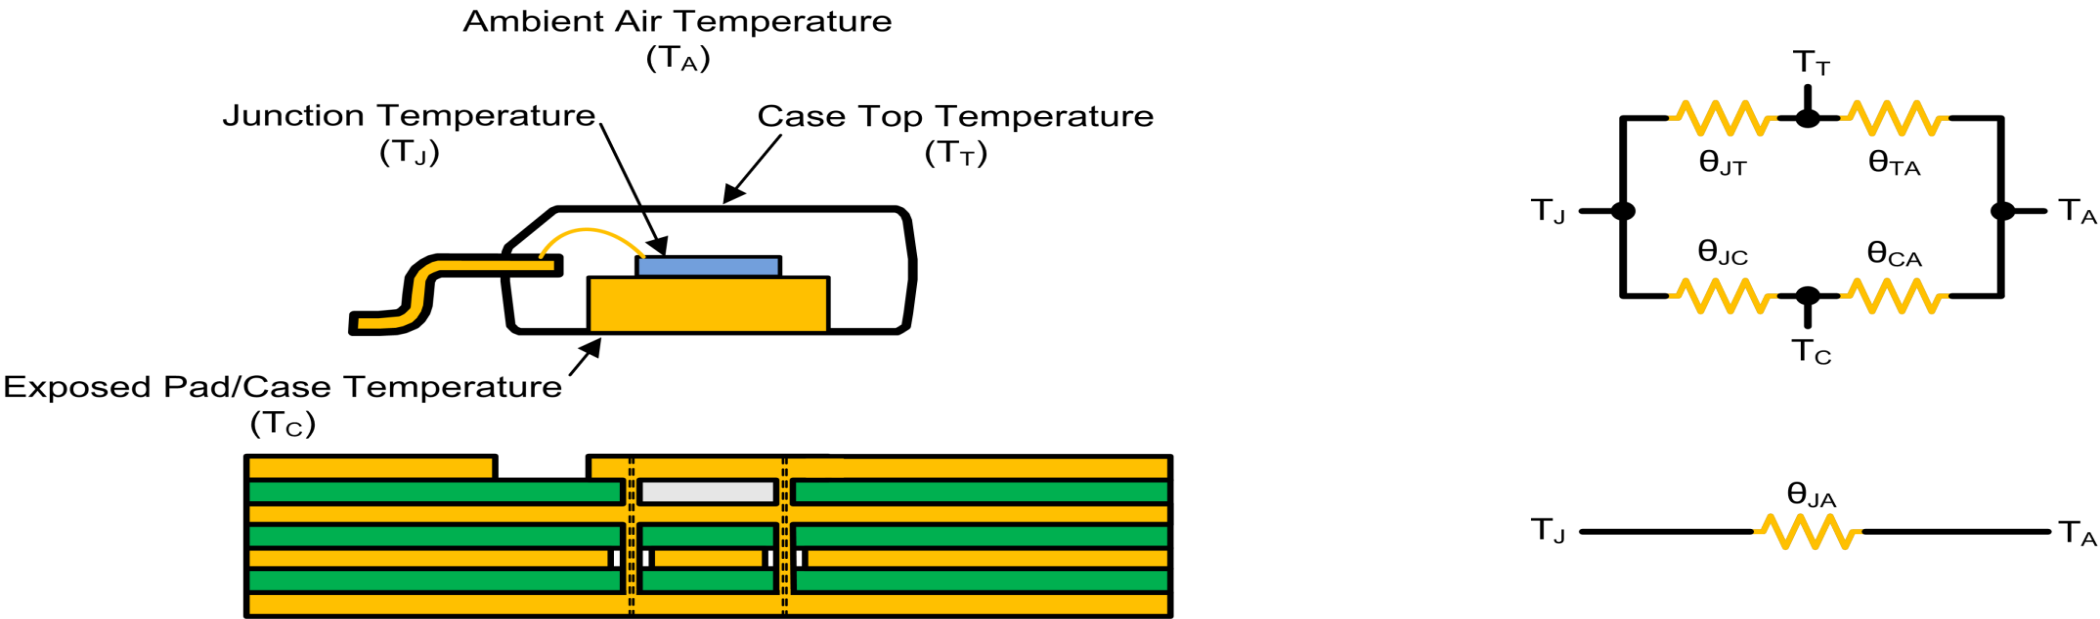 Ambient Air Temperature
(TA)
Junction Temperature
(TJ)
Case Top Temperature
(TT)
Exposed Pad/Case Temperature
(TC)
TT
θJT
θTA
TJ
TA
θJC
θCA
TC
θJA
TJ
TA